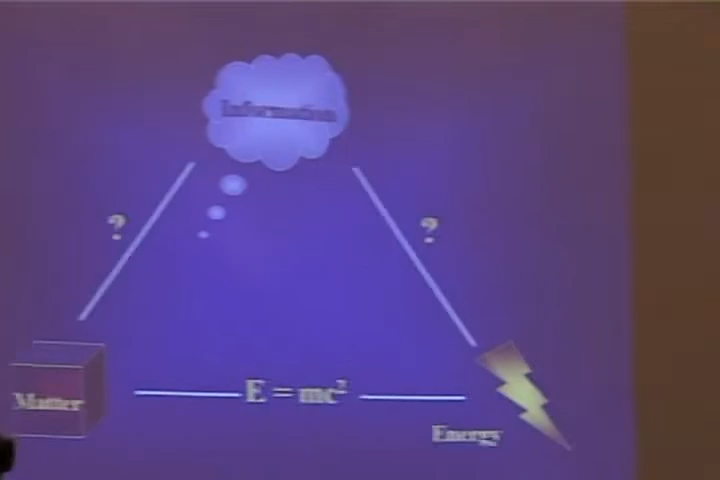 Information
?
?
Matter
E = mc²
Energy